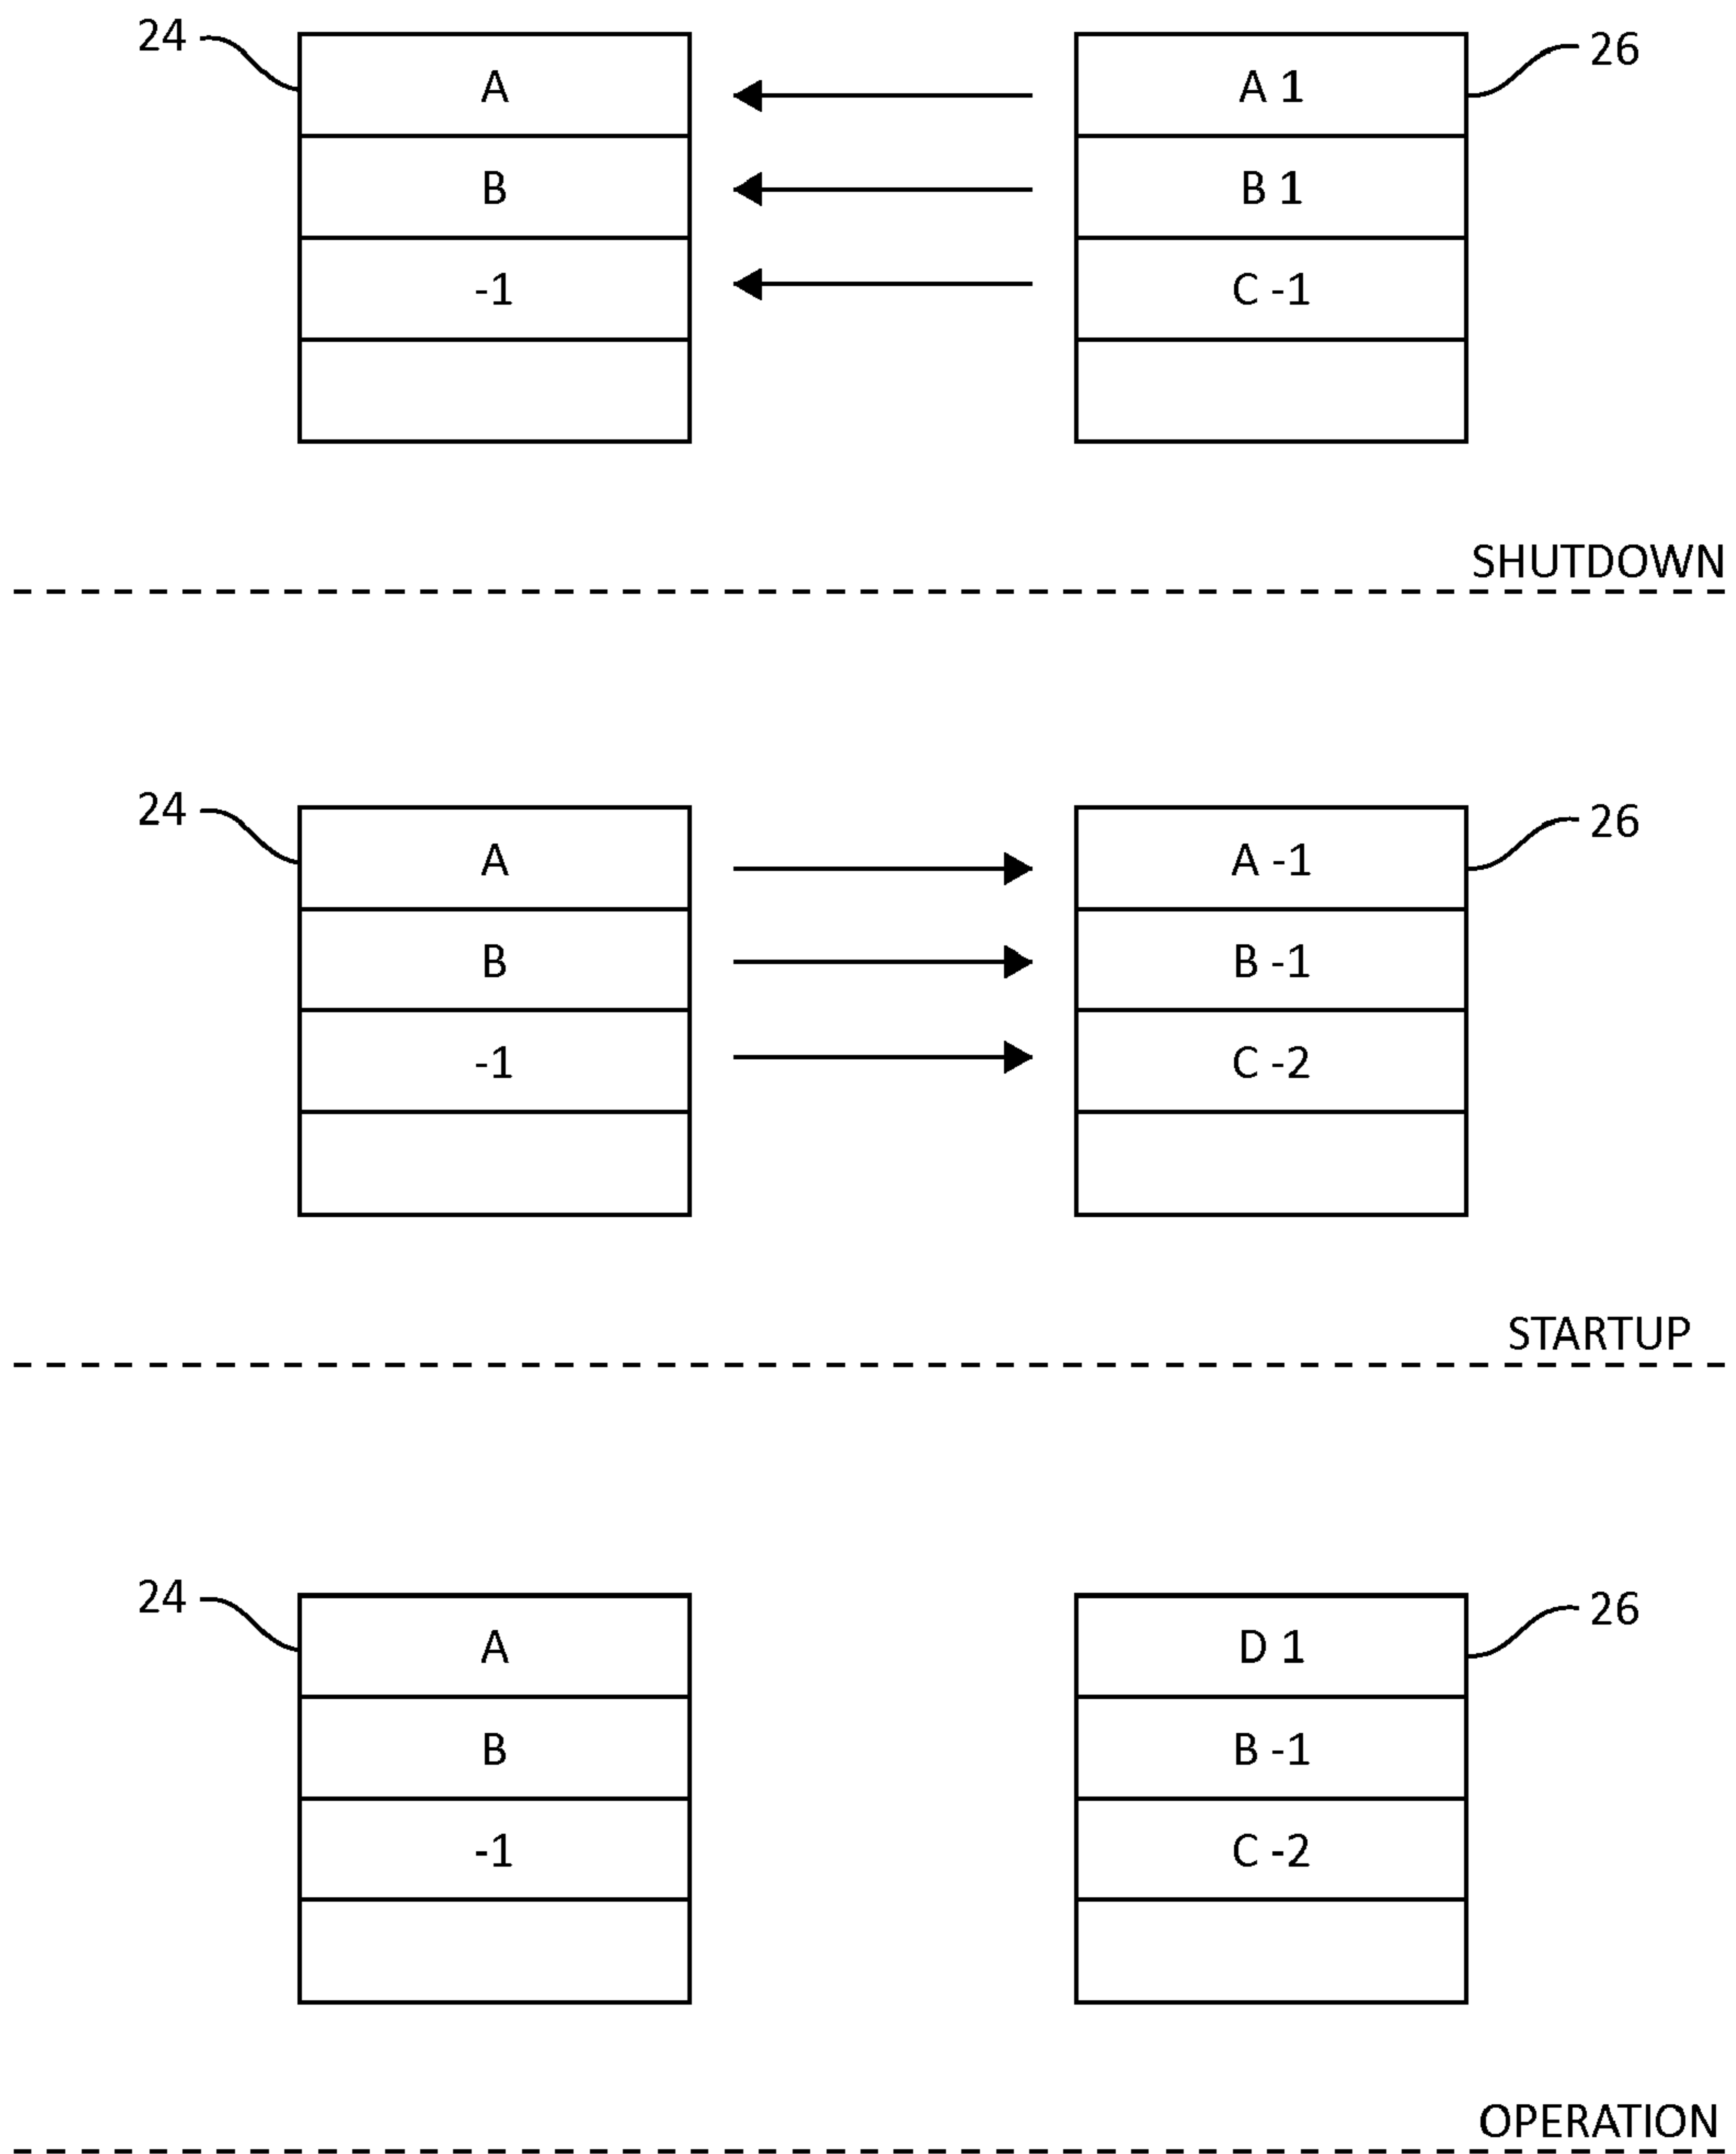 24 A A 1 26
B B 1
-1 C -1
SHUTDOWN
24 A A -1 26
B B -1
-1 C -2
STARTUP
24 A D 1 26
B B -1
-1 C -2
OPERATION